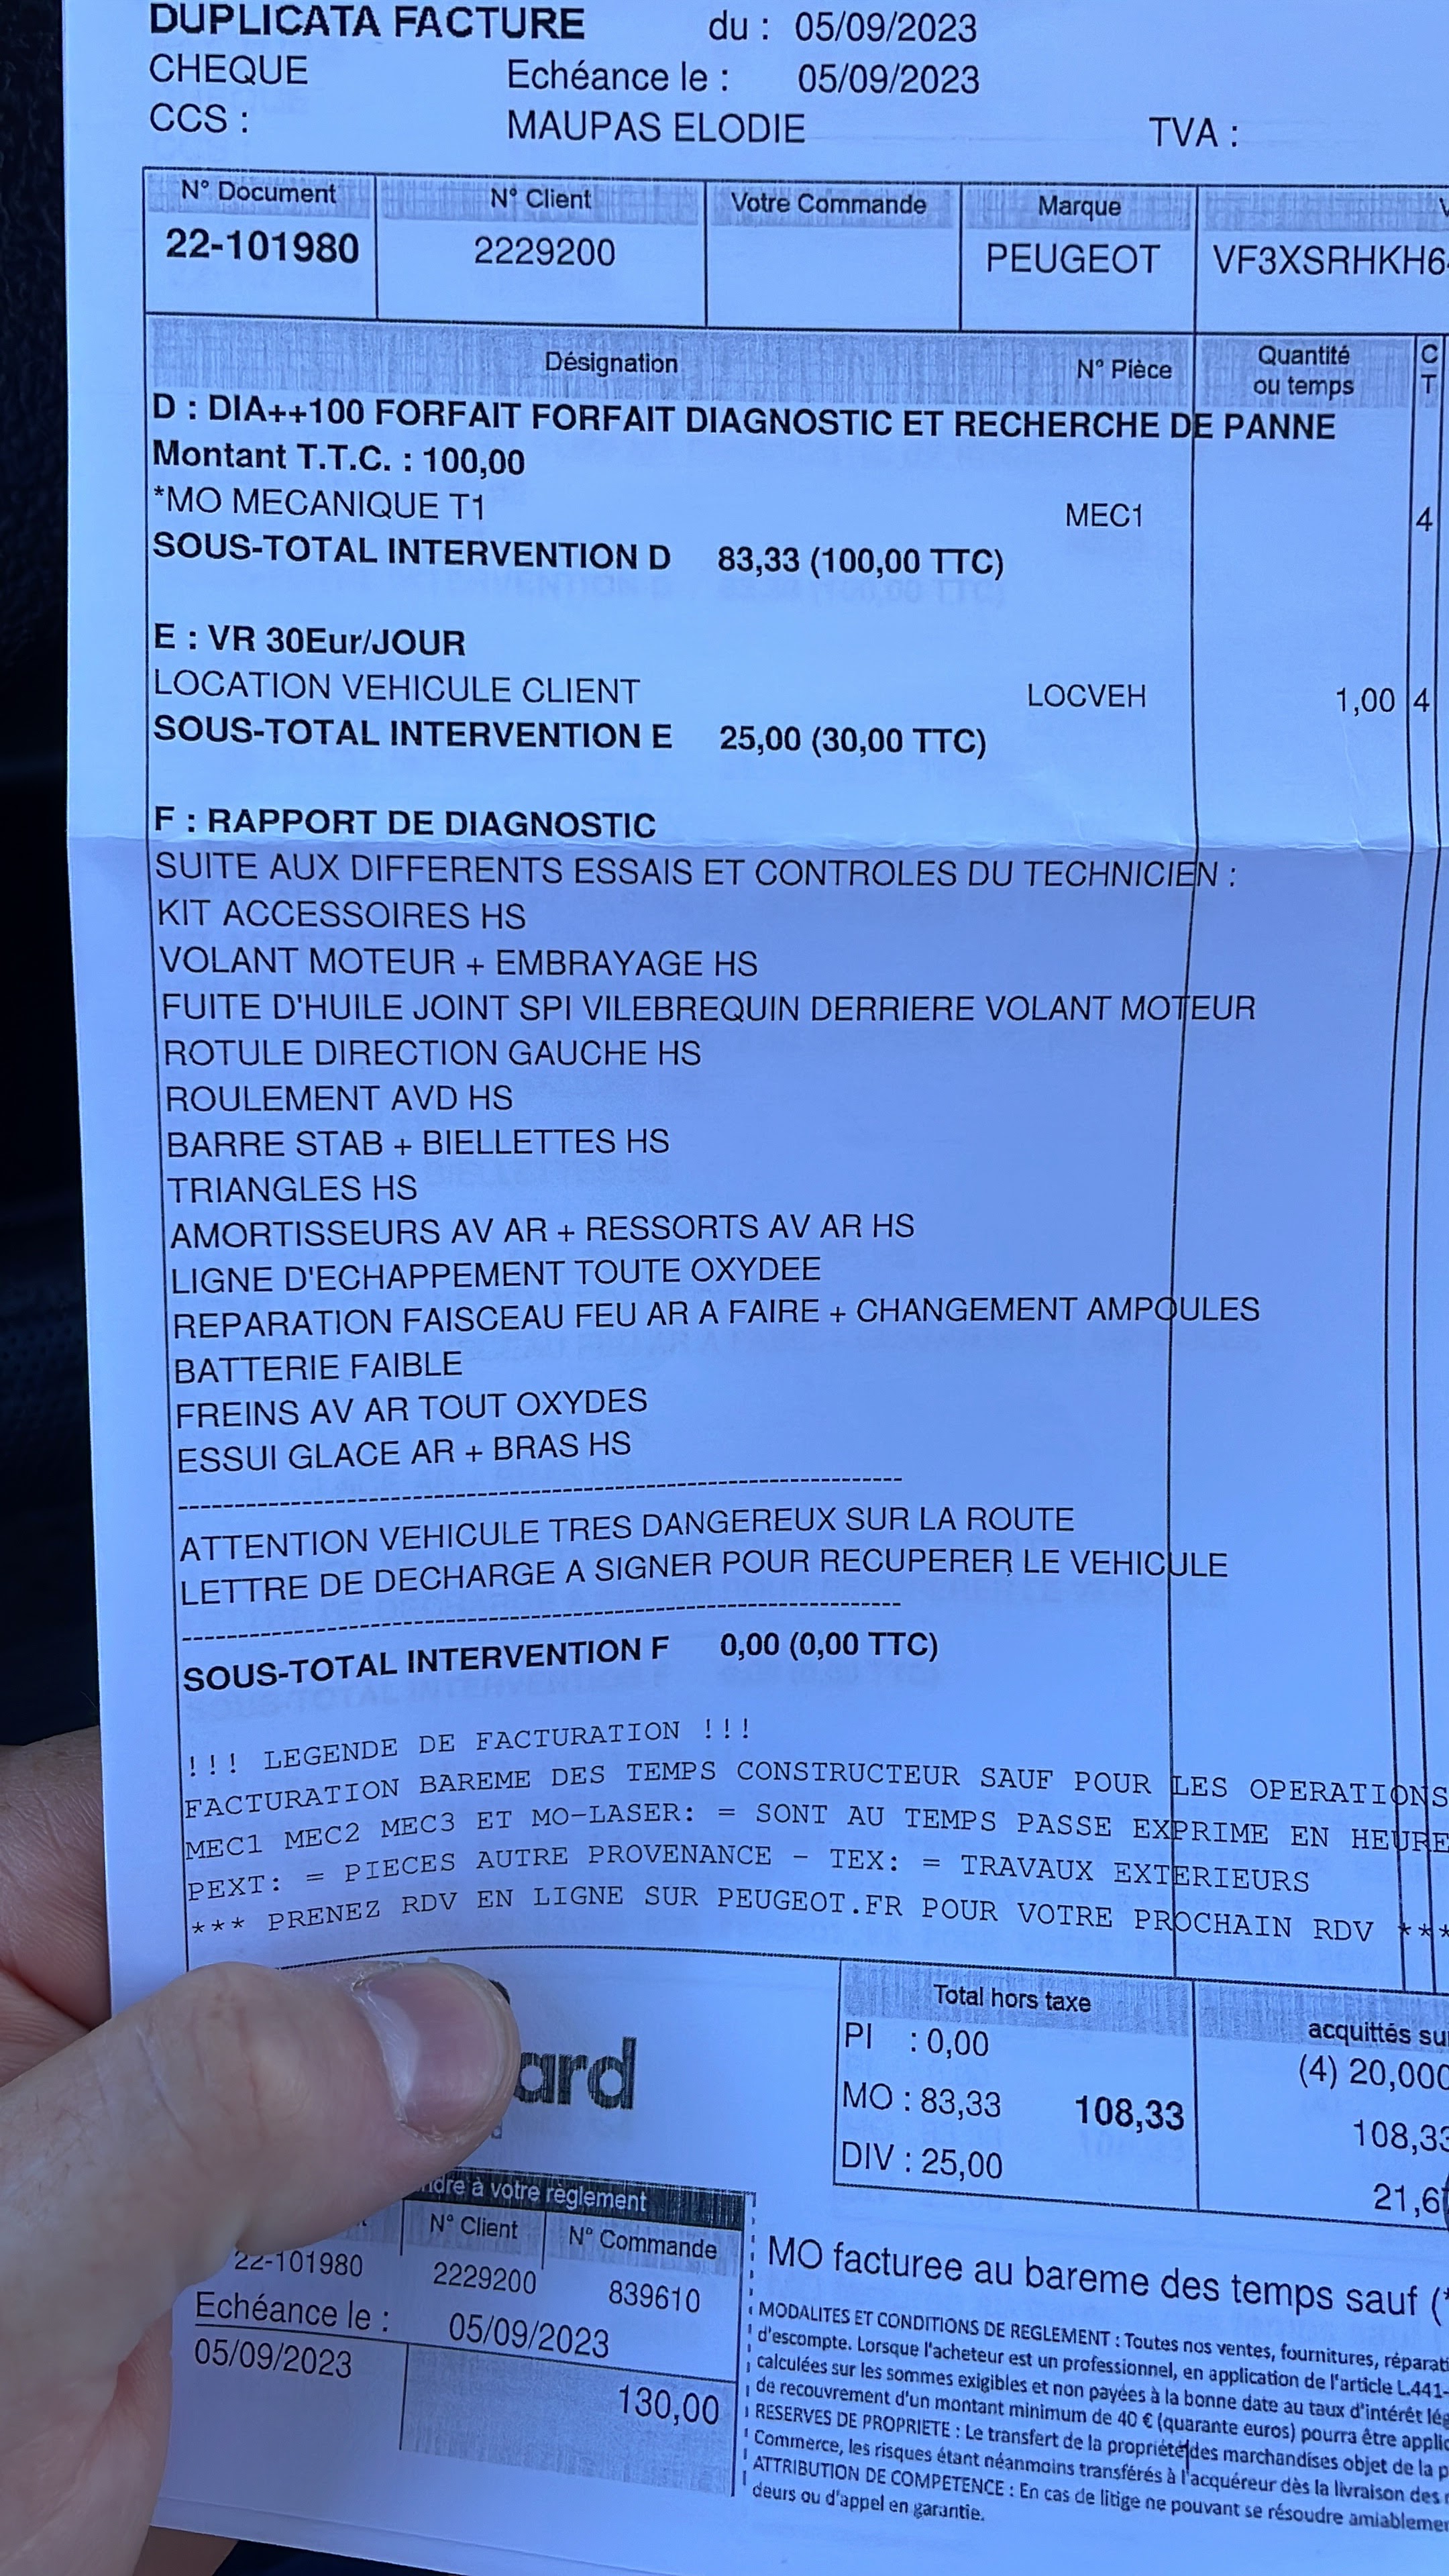 DUPLICATA FACTURE du : 05/09/2023
CHEQUE Echéance le : 05/09/2023
CCS : MAUPAS ELODIE TVA :
N° Document N° Client Votre Commande Marque
22-101980 2229200 PEUGEOT VF3XSRHKH6
Désignation N° Pièce Quantité ou temps C T
D : DIA++100 FORFAIT FORFAIT DIAGNOSTIC ET RECHERCHE DE PANNE
Montant T.T.C. : 100,00
*MO MECANIQUE T1 MEC1 4
SOUS-TOTAL INTERVENTION D 83,33 (100,00 TTC)
E : VR 30Eur/JOUR
LOCATION VEHICULE CLIENT LOCVEH 1,00 4
SOUS-TOTAL INTERVENTION E 25,00 (30,00 TTC)
F : RAPPORT DE DIAGNOSTIC
SUITE AUX DIFFERENTS ESSAIS ET CONTROLES DU TECHNICIEN :
KIT ACCESSOIRES HS
VOLANT MOTEUR + EMBRAYAGE HS
FUITE D'HUILE JOINT SPI VILEBREQUIN DERRIERE VOLANT MOTEUR
ROTULE DIRECTION GAUCHE HS
ROULEMENT AVD HS
BARRE STAB + BIELLETTES HS
TRIANGLES HS
AMORTISSEURS AV AR + RESSORTS AV AR HS
LIGNE D'ECHAPPEMENT TOUTE OXYDEE
REPARATION FAISCEAU FEU AR A FAIRE + CHANGEMENT AMPOULES
BATTERIE FAIBLE
FREINS AV AR TOUT OXYDES
ESSUI GLACE AR + BRAS HS
ATTENTION VEHICULE TRES DANGEREUX SUR LA ROUTE
LETTRE DE DECHARGE A SIGNER POUR RECUPERER LE VEHICULE
SOUS-TOTAL INTERVENTION F 0,00 (0,00 TTC)
!!! LEGENDE DE FACTURATION !!!
FACTURATION BAREME DES TEMPS CONSTRUCTEUR SAUF POUR LES OPERATIONS
MEC1 MEC2 MEC3 ET MO-LASER: = SONT AU TEMPS PASSE EXPRIME EN HEURE
PEXT: = PIECES AUTRE PROVENANCE - TEX: = TRAVAUX EXTERIEURS
*** PRENEZ RDV EN LIGNE SUR PEUGEOT.FR POUR VOTRE PROCHAIN RDV ***
ard
Total hors taxe acquittés su
PI : 0,00 (4) 20,000
MO : 83,33 108,33 108,33
DIV : 25,00 21,6
ndre à votre règlement
N° Client N° Commande
22-101980 2229200 839610
Echéance le : 05/09/2023
05/09/2023
130,00
MO facturee au bareme des temps sauf (*
MODALITES ET CONDITIONS DE REGLEMENT : Toutes nos ventes, fournitures, réparati
d'escompte. Lorsque l'acheteur est un professionnel, en application de l'article L.441-
calculées sur les sommes exigibles et non payées à la bonne date au taux d'intérêt lég
de recouvrement d'un montant minimum de 40 € (quarante euros) pourra être applic
RESERVES DE PROPRIETE : Le transfert de la propriété des marchandises objet de la p
Commerce, les risques étant néanmoins transférés à l'acquéreur dès la livraison des
ATTRIBUTION DE COMPETENCE : En cas de litige ne pouvant se résoudre amiablemer
deurs ou d'appel en garantie.